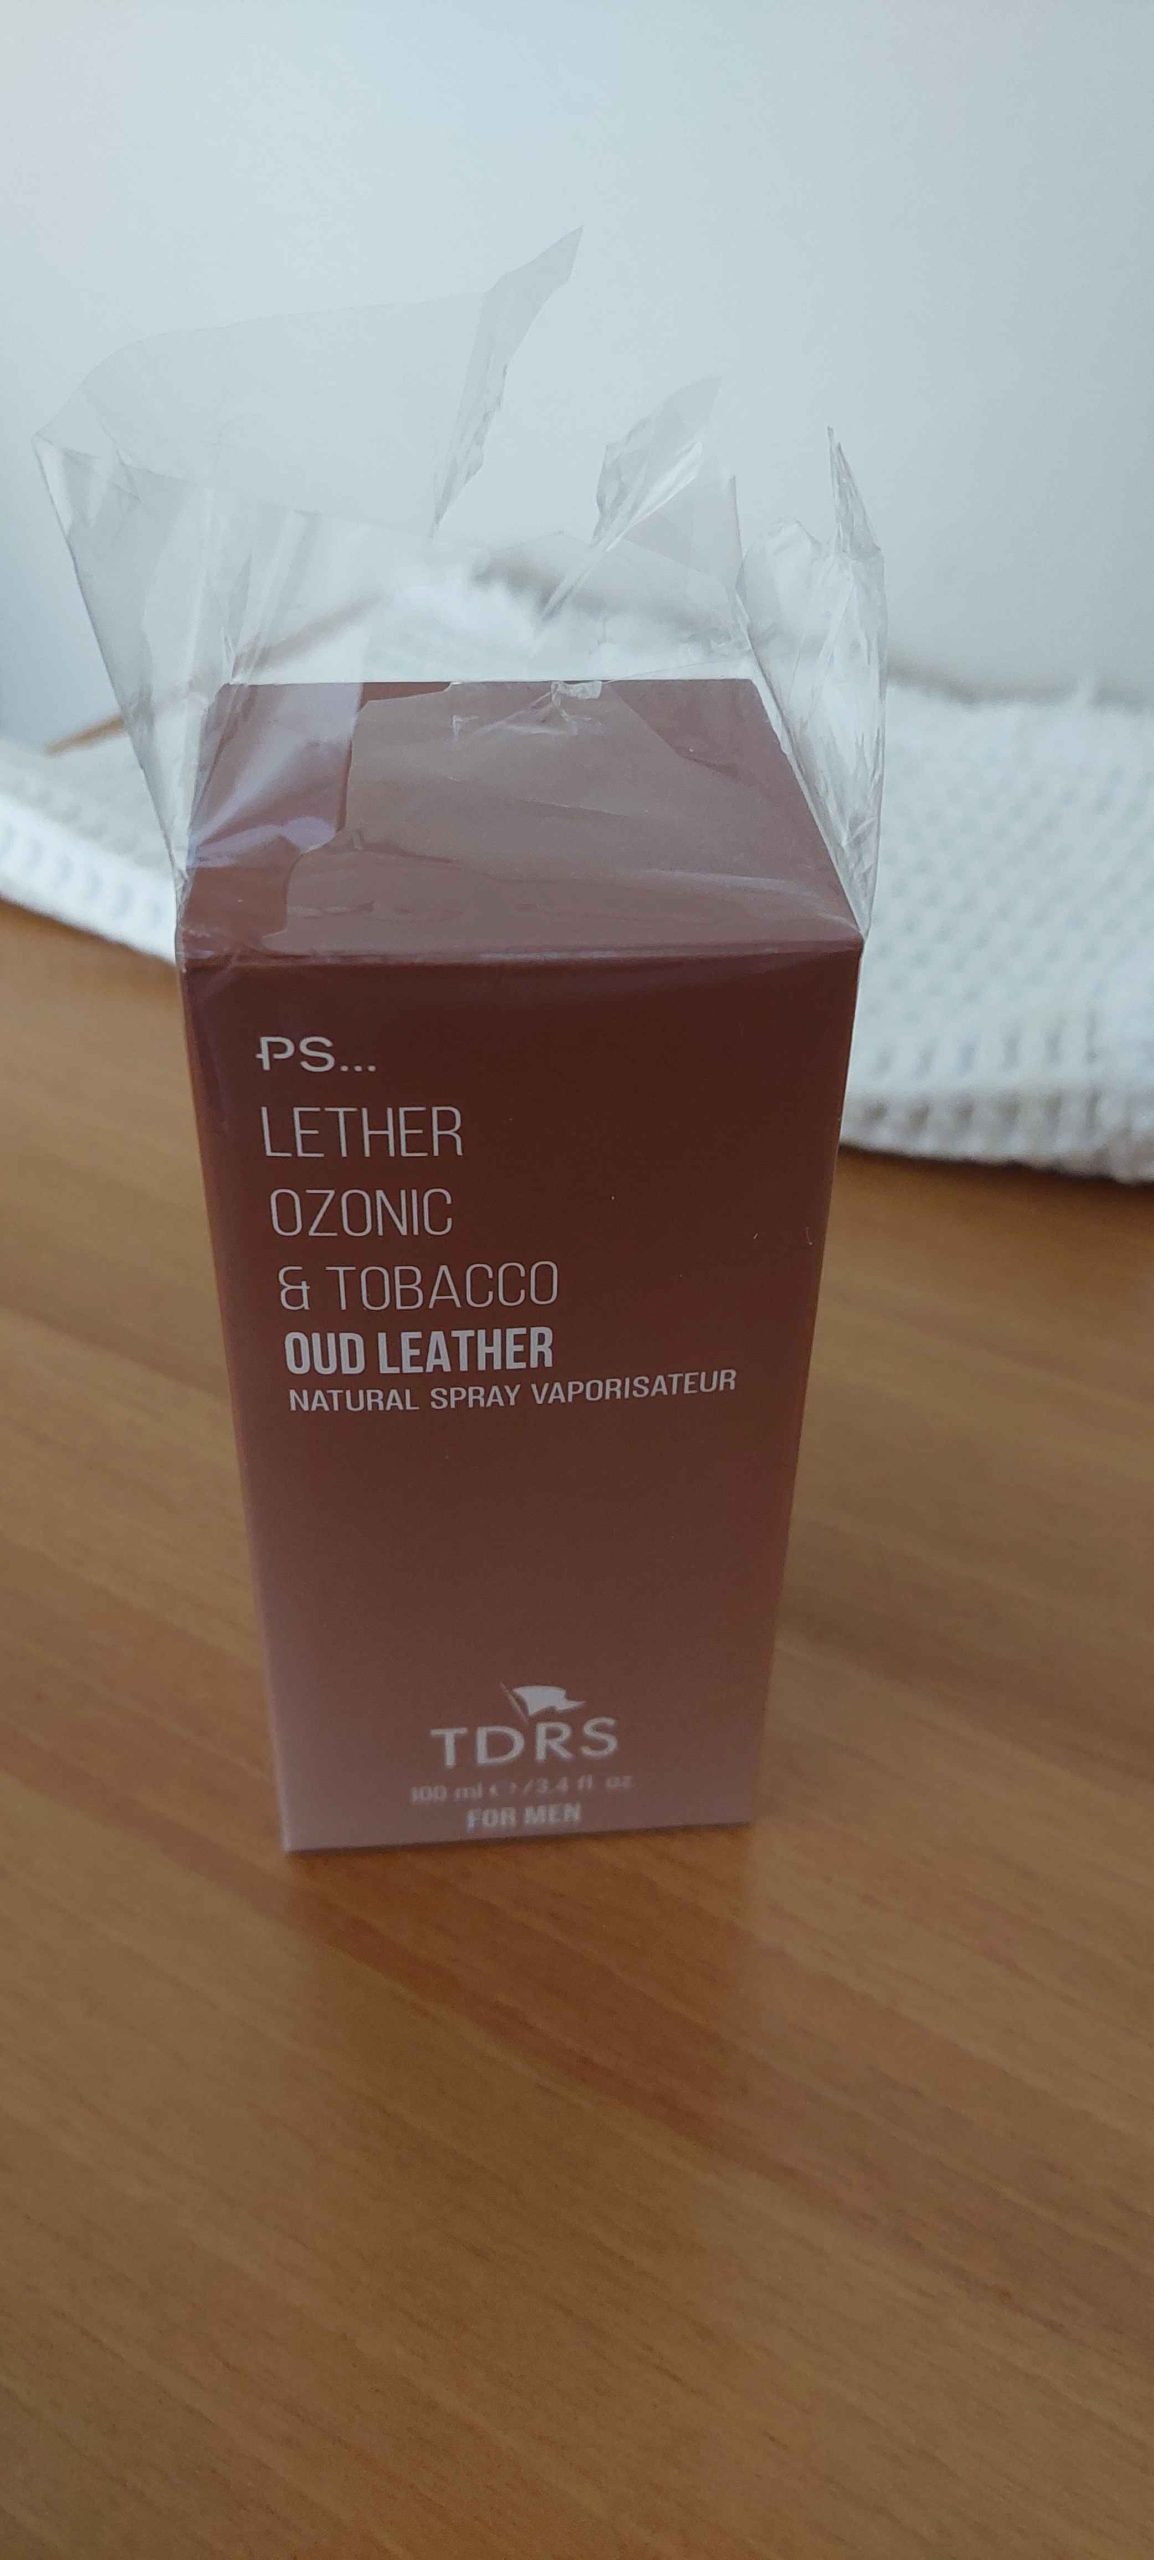 PS...
LETHER
OZONIC
& TOBACCO
OUD LEATHER
NATURAL SPRAY VAPORISATEUR
TDRS
100 ml ℮ /3.4 fl oz
FOR MEN